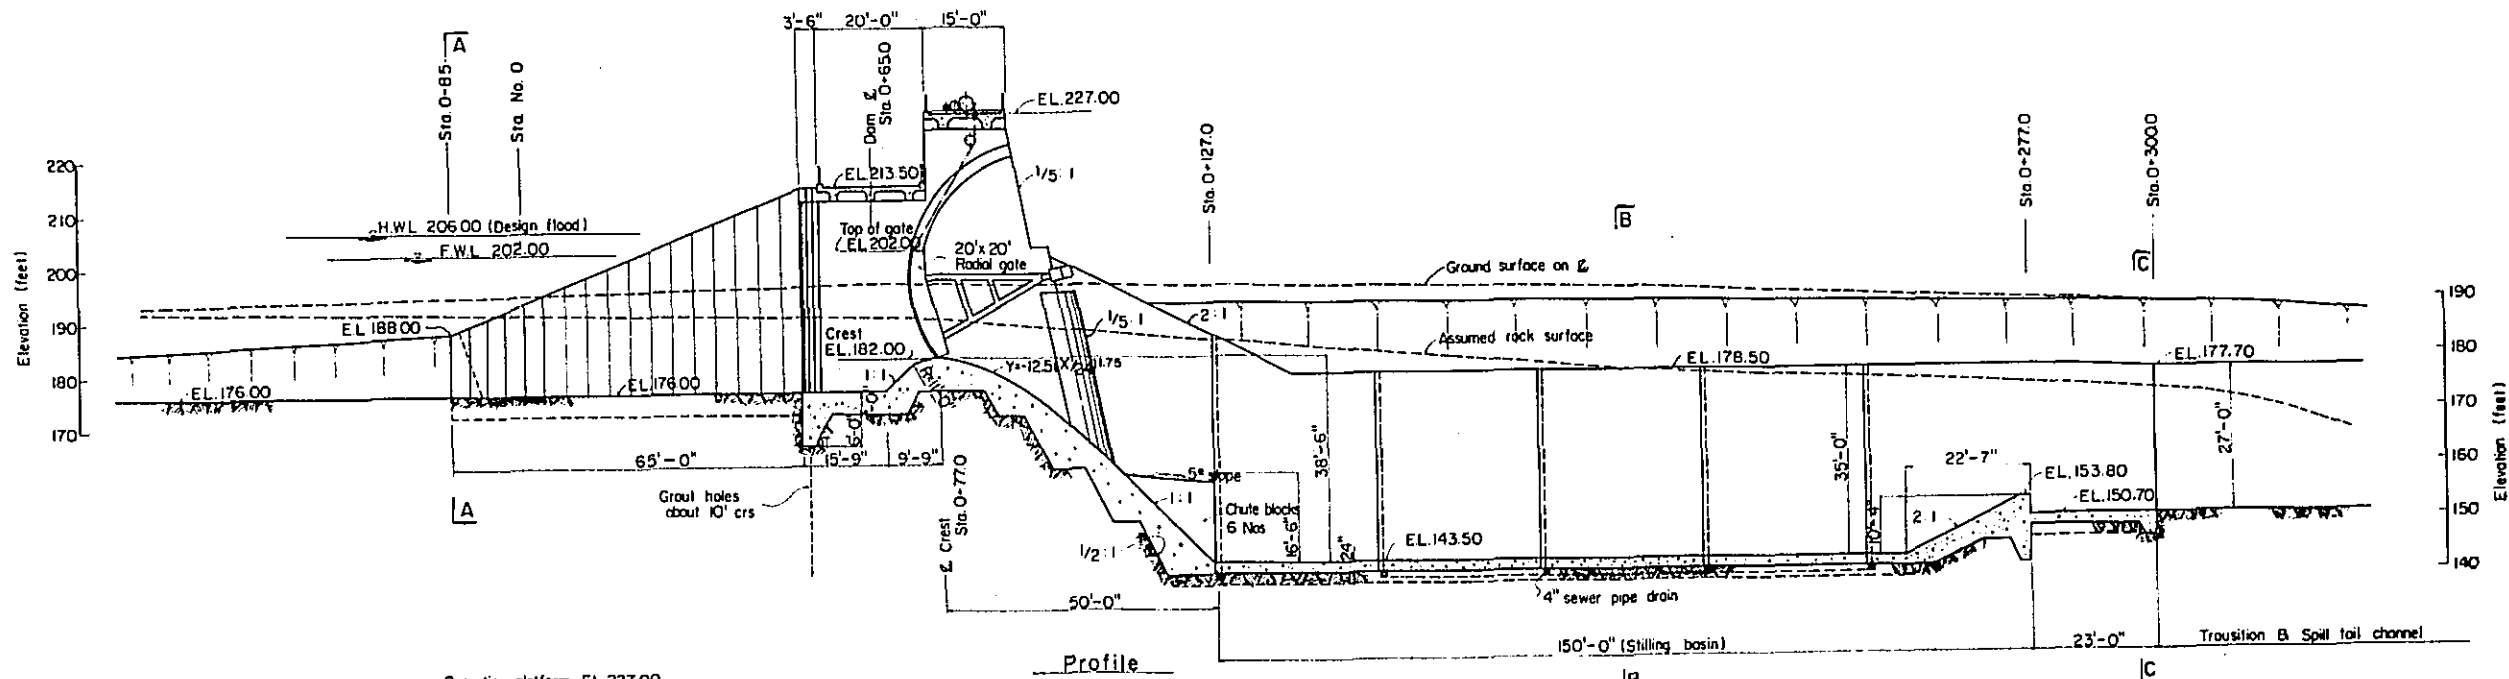 3'-6" 20'-0" 15'-0"
A
Sta. 0-85
Sta. No. 0
Dam ℄
Sta 0+65.0
EL.227.00
220
210
200
190
180
170
Elevation (feet)
H.W.L 206.00 (Design flood)
F.W.L 202.00
EL.213.50
1/5:1
Top of gate
EL 202.00
20'x20'
Radial gate
Sta.0+127.0
B
Sta.0+277.0
Sta.0+300.0
C
Ground surface on ℄
EL 188.00
Crest
EL.182.00
1/5:1
2:1
Assumed rock surface
EL.178.50
EL.177.70
190
180
170
160
150
140
Elevation (feet)
EL.176.00
EL.176.00
1:1
65'-0"
15'-9"
9'-9"
℄ Crest
Sta.0+77.0
Grout holes
about 10' crs
A
5° slope
1:1
1/2:1
Chute blocks
6 Nos
16'-6"
38'-6"
24"
EL.143.50
35'-0"
22'-7"
2:1
EL.153.80
EL.150.70
27'-0"
4" sewer pipe drain
50'-0"
150'-0" (Stilling basin)
23'-0"
Trousition & Spill tail channel
Profile
C